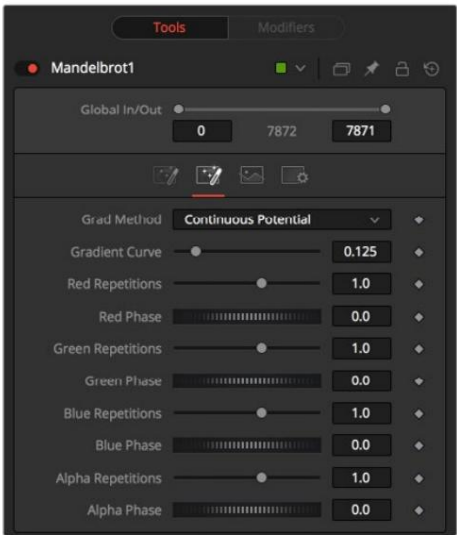 Tools Modifiers
Mandelbrot1
Global In/Out
0 7872 7871
Grad Method Continuous Potential
Gradient Curve 0.125
Red Repetitions 1.0
Red Phase 0.0
Green Repetitions 1.0
Green Phase 0.0
Blue Repetitions 1.0
Blue Phase 0.0
Alpha Repetitions 1.0
Alpha Phase 0.0